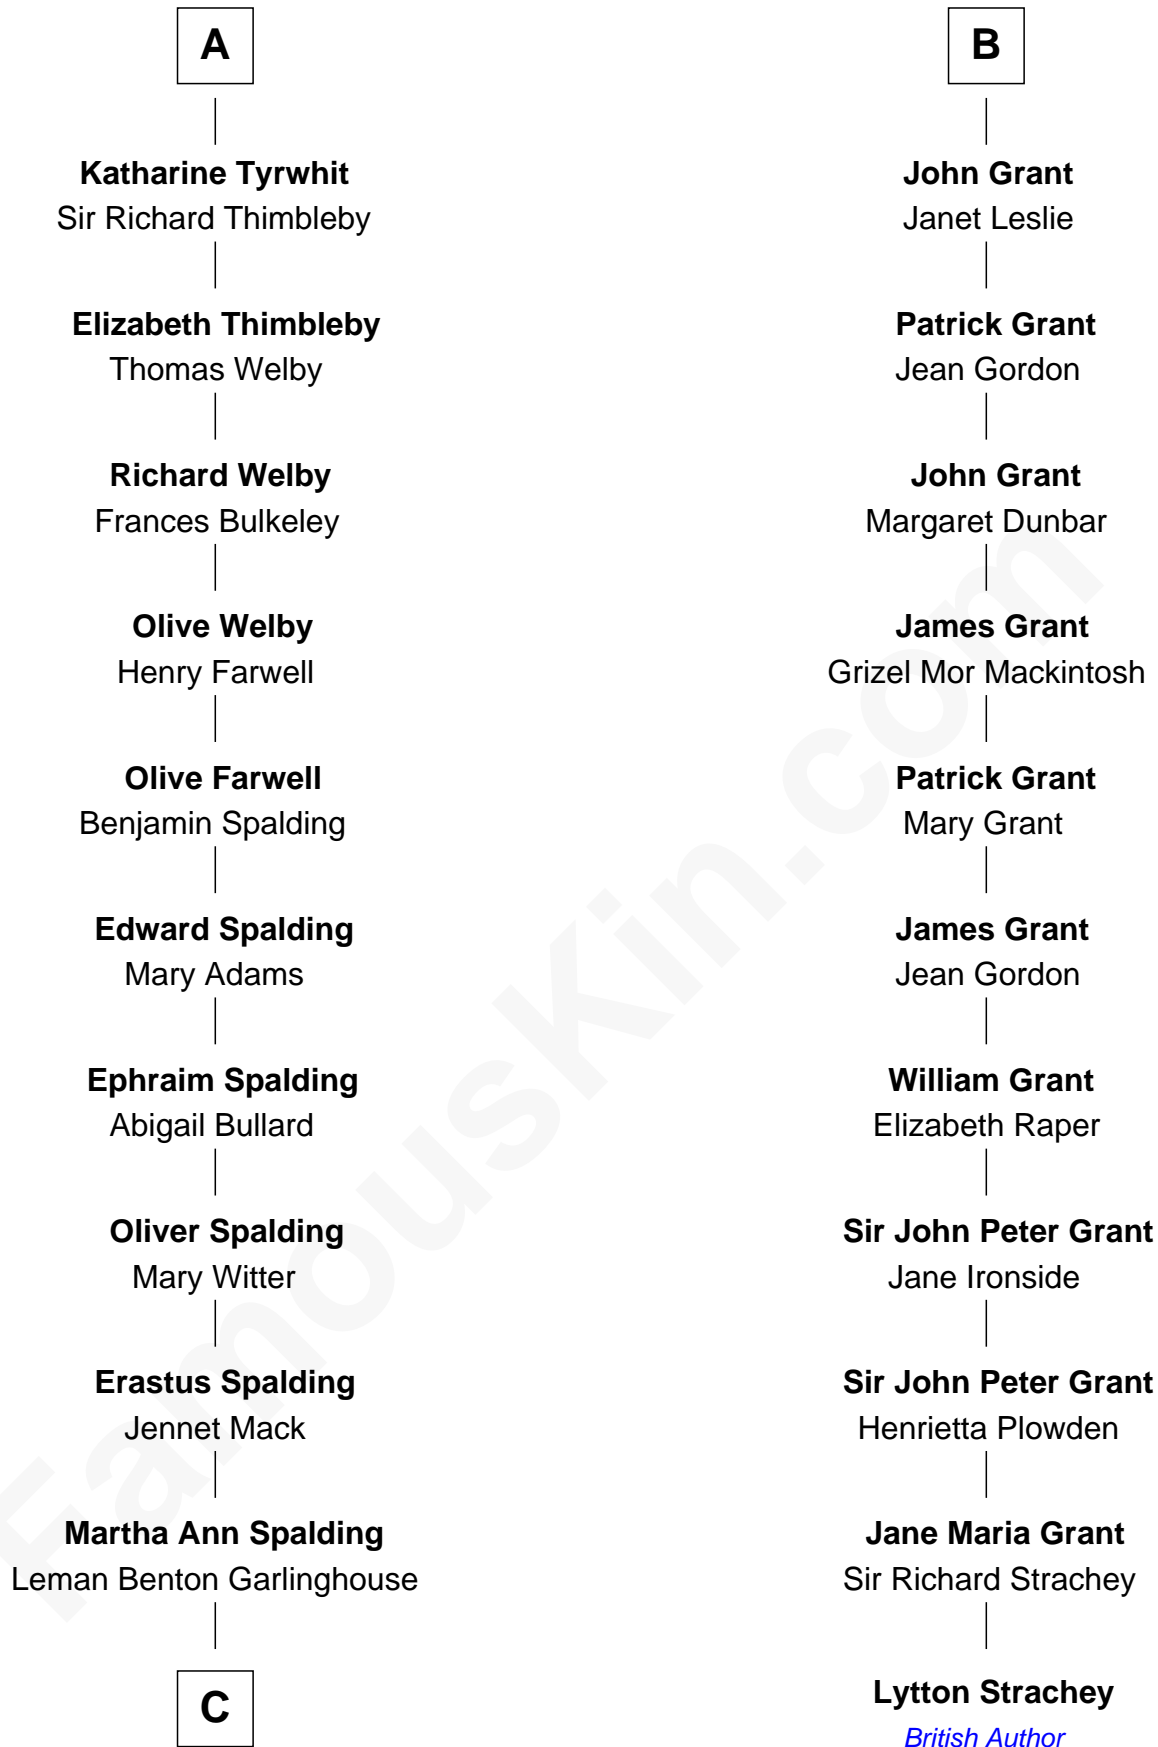 A
Katharine Tyrwhit
Sir Richard Thimbleby
Elizabeth Thimbleby
Thomas Welby
Richard Welby
Frances Bulkeley
Olive Welby
Henry Farwell
Olive Farwell
Benjamin Spalding
Edward Spalding
Mary Adams
Ephraim Spalding
Abigail Bullard
Oliver Spalding
Mary Witter
Erastus Spalding
Jennet Mack
Martha Ann Spalding
Leman Benton Garlinghouse
C
B
John Grant
Janet Leslie
Patrick Grant
Jean Gordon
John Grant
Margaret Dunbar
James Grant
Grizel Mor Mackintosh
Patrick Grant
Mary Grant
James Grant
Jean Gordon
William Grant
Elizabeth Raper
Sir John Peter Grant
Jane Ironside
Sir John Peter Grant
Henrietta Plowden
Jane Maria Grant
Sir Richard Strachey
Lytton Strachey
British Author
FamousKin.com